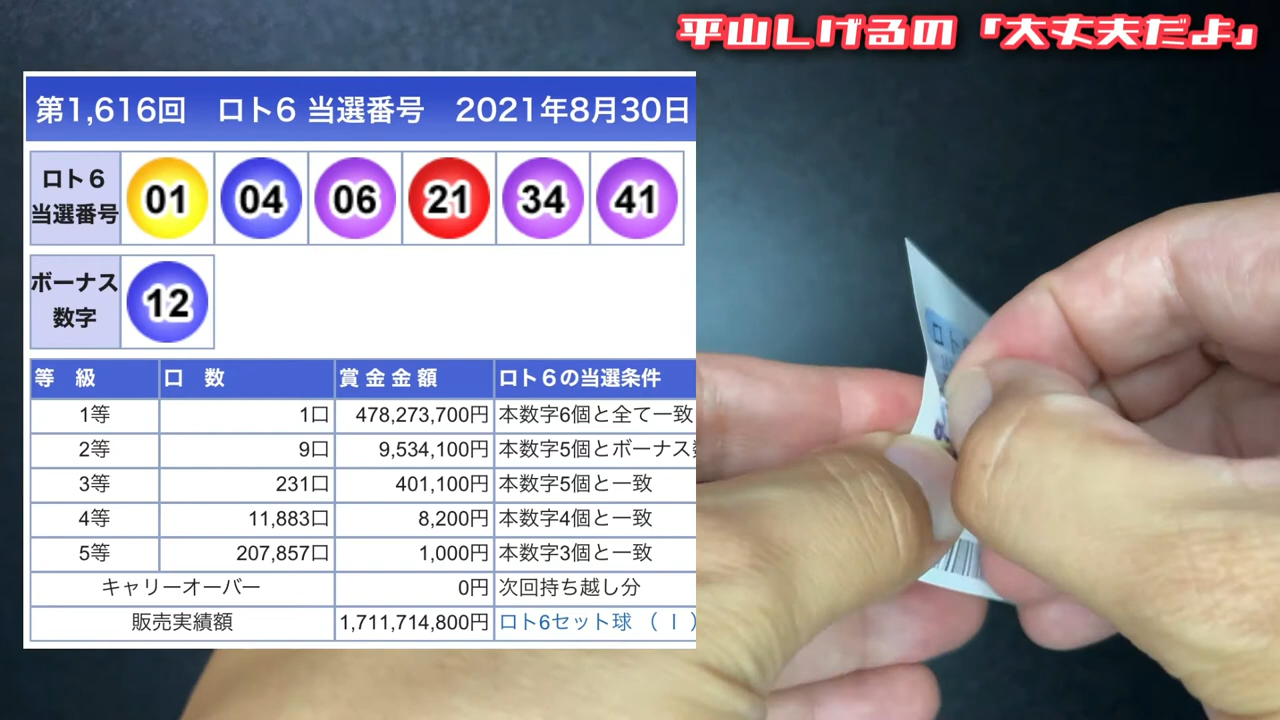 平山しげるの「大丈夫だよ」
第1,616回 ロト6 当選番号 2021年8月30日
ロト6 当選番号 01 04 06 21 34 41
ボーナス数字 12
等 級 口 数 賞金金額 ロト6の当選条件
1等 1口 478,273,700円 本数字6個と全て一致
2等 9口 9,534,100円 本数字5個とボーナス
3等 231口 401,100円 本数字5個と一致
4等 11,883口 8,200円 本数字4個と一致
5等 207,857口 1,000円 本数字3個と一致
キャリーオーバー 0円 次回持ち越し分
販売実績額 1,711,714,800円 ロト6セット球 ( I )
ロト